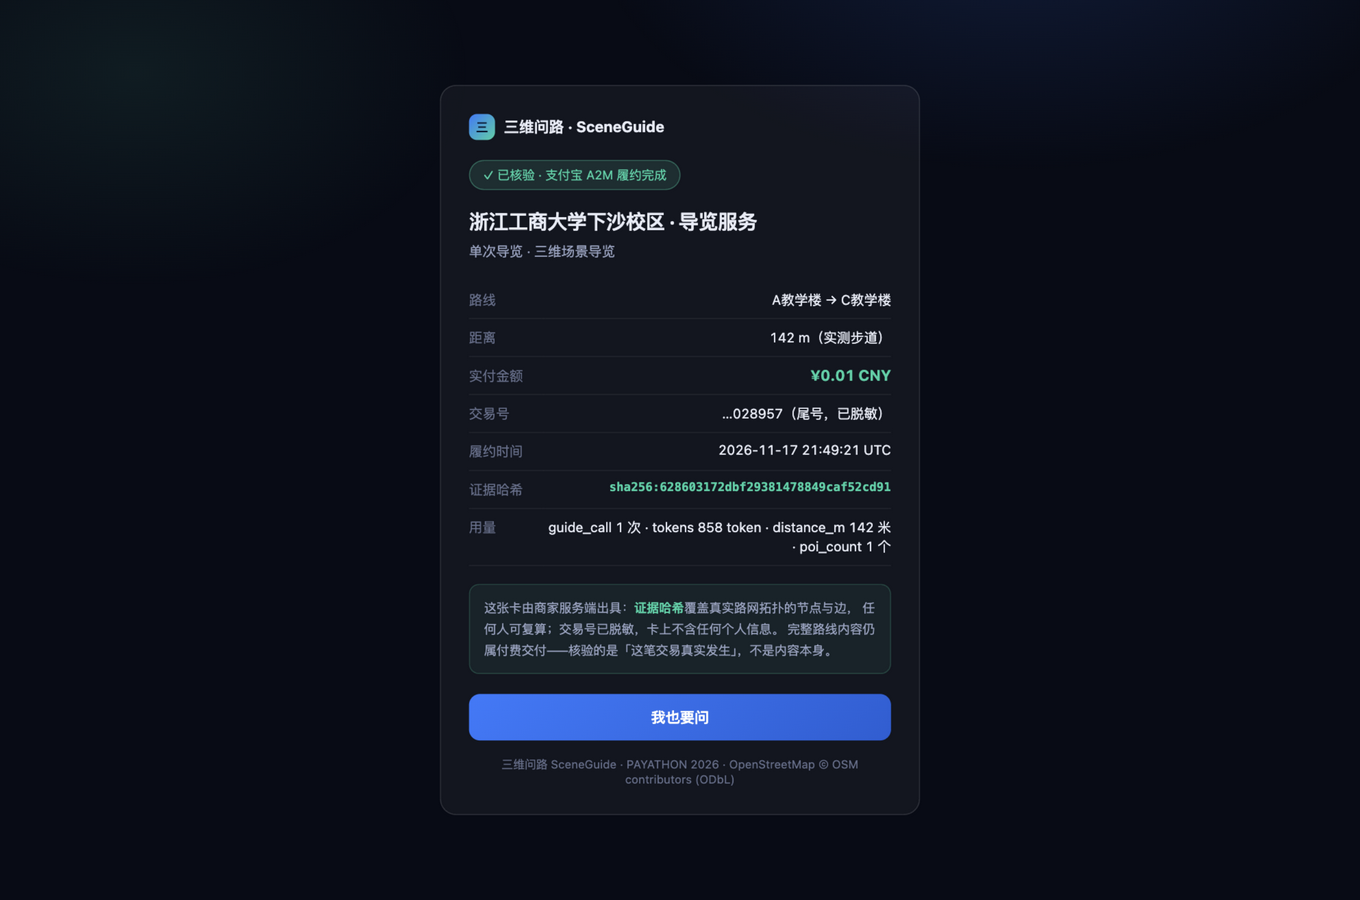 三
三维问路 · SceneGuide
✓ 已核验 · 支付宝 A2M 履约完成
浙江工商大学下沙校区 · 导览服务
单次导览 · 三维场景导览
路线 A教学楼 → C教学楼
距离 142 m（实测步道）
实付金额 ¥0.01 CNY
交易号 …028957（尾号，已脱敏）
履约时间 2026-11-17 21:49:21 UTC
证据哈希 sha256:628603172dbf29381478849caf52cd91
用量 guide_call 1 次 · tokens 858 token · distance_m 142 米
· poi_count 1 个
这张卡由商家服务端出具：证据哈希覆盖真实路网拓扑的节点与边， 任
何人可复算；交易号已脱敏，卡上不含任何个人信息。 完整路线内容仍
属付费交付——核验的是「这笔交易真实发生」，不是内容本身。
我也要问
三维问路 SceneGuide · PAYATHON 2026 · OpenStreetMap © OSM
contributors (ODbL)